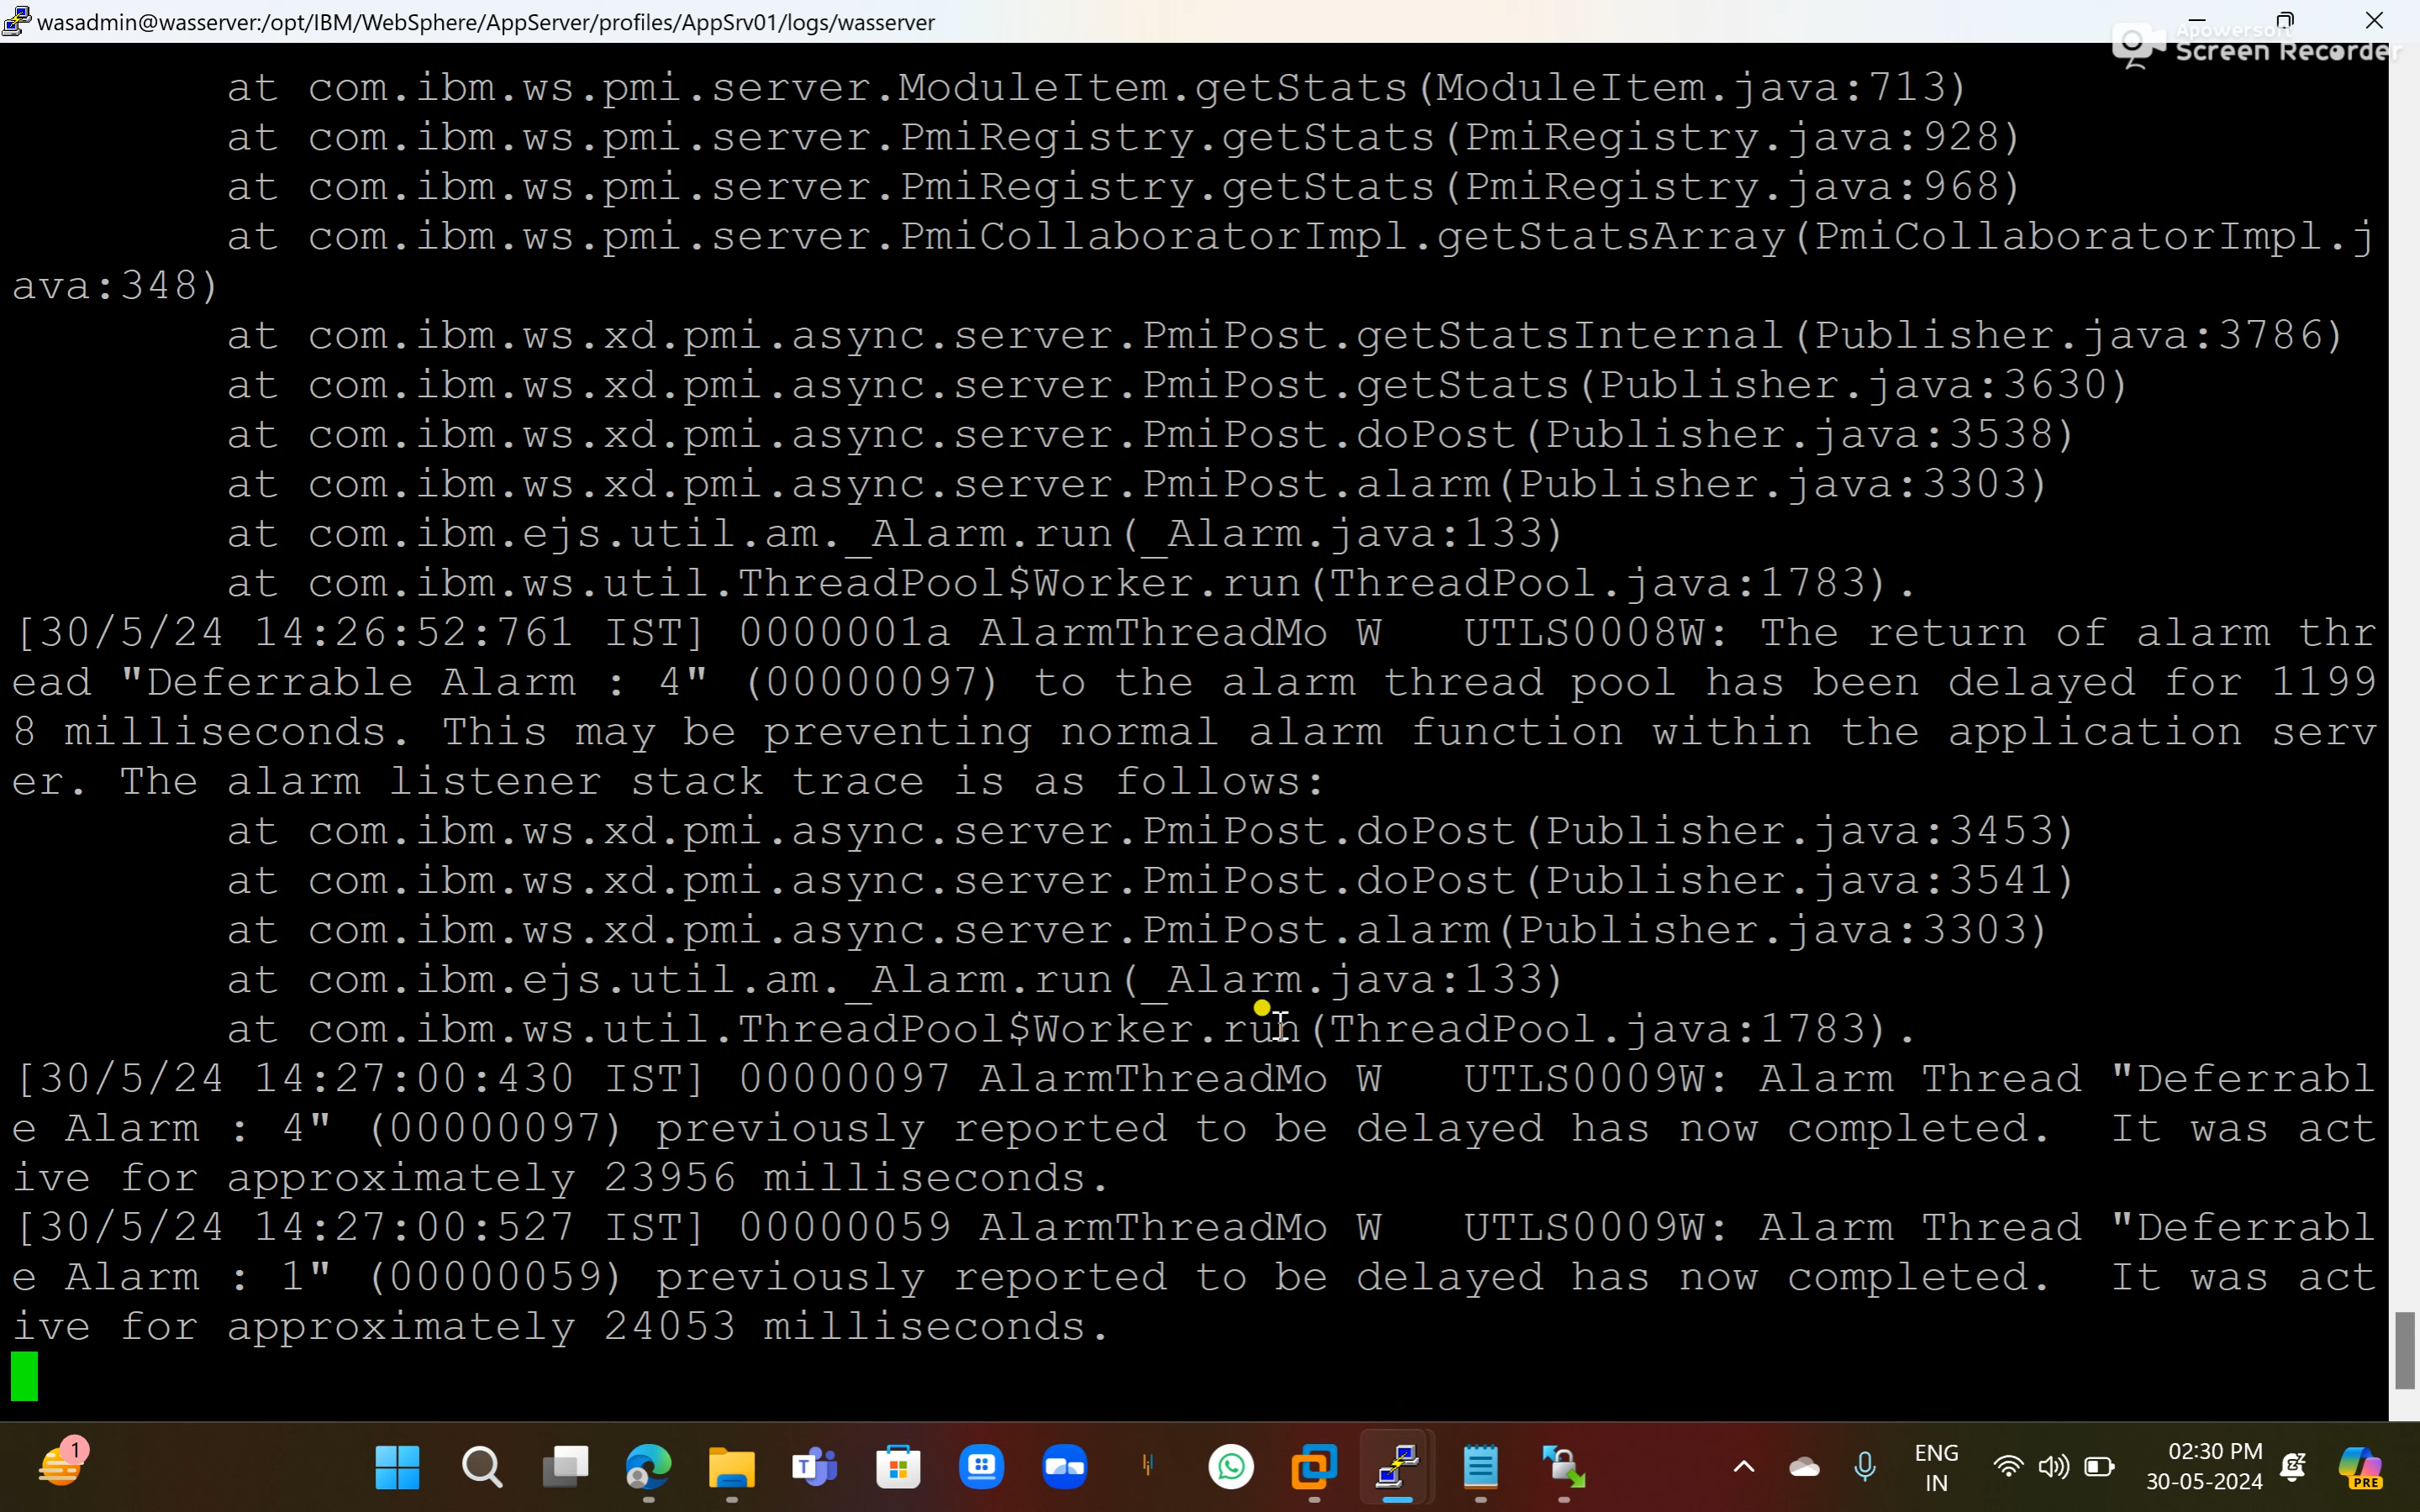 wasadmin@wasserver:/opt/IBM/WebSphere/AppServer/profiles/AppSrv01/logs/wasserver
Apowersoft
Screen Recorder
at com.ibm.ws.pmi.server.ModuleItem.getStats(ModuleItem.java:713)
at com.ibm.ws.pmi.server.PmiRegistry.getStats(PmiRegistry.java:928)
at com.ibm.ws.pmi.server.PmiRegistry.getStats(PmiRegistry.java:968)
at com.ibm.ws.pmi.server.PmiCollaboratorImpl.getStatsArray(PmiCollaboratorImpl.j
ava:348)
at com.ibm.ws.xd.pmi.async.server.PmiPost.getStatsInternal(Publisher.java:3786)
at com.ibm.ws.xd.pmi.async.server.PmiPost.getStats(Publisher.java:3630)
at com.ibm.ws.xd.pmi.async.server.PmiPost.doPost(Publisher.java:3538)
at com.ibm.ws.xd.pmi.async.server.PmiPost.alarm(Publisher.java:3303)
at com.ibm.ejs.util.am._Alarm.run(_Alarm.java:133)
at com.ibm.ws.util.ThreadPool$Worker.run(ThreadPool.java:1783).
[30/5/24 14:26:52:761 IST] 0000001a AlarmThreadMo W   UTLS0008W: The return of alarm thr
ead "Deferrable Alarm : 4" (00000097) to the alarm thread pool has been delayed for 1199
8 milliseconds. This may be preventing normal alarm function within the application serv
er. The alarm listener stack trace is as follows:
at com.ibm.ws.xd.pmi.async.server.PmiPost.doPost(Publisher.java:3453)
at com.ibm.ws.xd.pmi.async.server.PmiPost.doPost(Publisher.java:3541)
at com.ibm.ws.xd.pmi.async.server.PmiPost.alarm(Publisher.java:3303)
at com.ibm.ejs.util.am._Alarm.run(_Alarm.java:133)
at com.ibm.ws.util.ThreadPool$Worker.run(ThreadPool.java:1783).
[30/5/24 14:27:00:430 IST] 00000097 AlarmThreadMo W   UTLS0009W: Alarm Thread "Deferrabl
e Alarm : 4" (00000097) previously reported to be delayed has now completed.  It was act
ive for approximately 23956 milliseconds.
[30/5/24 14:27:00:527 IST] 00000059 AlarmThreadMo W   UTLS0009W: Alarm Thread "Deferrabl
e Alarm : 1" (00000059) previously reported to be delayed has now completed.  It was act
ive for approximately 24053 milliseconds.
1
T
ENG
IN
02:30 PM
30-05-2024
PRE